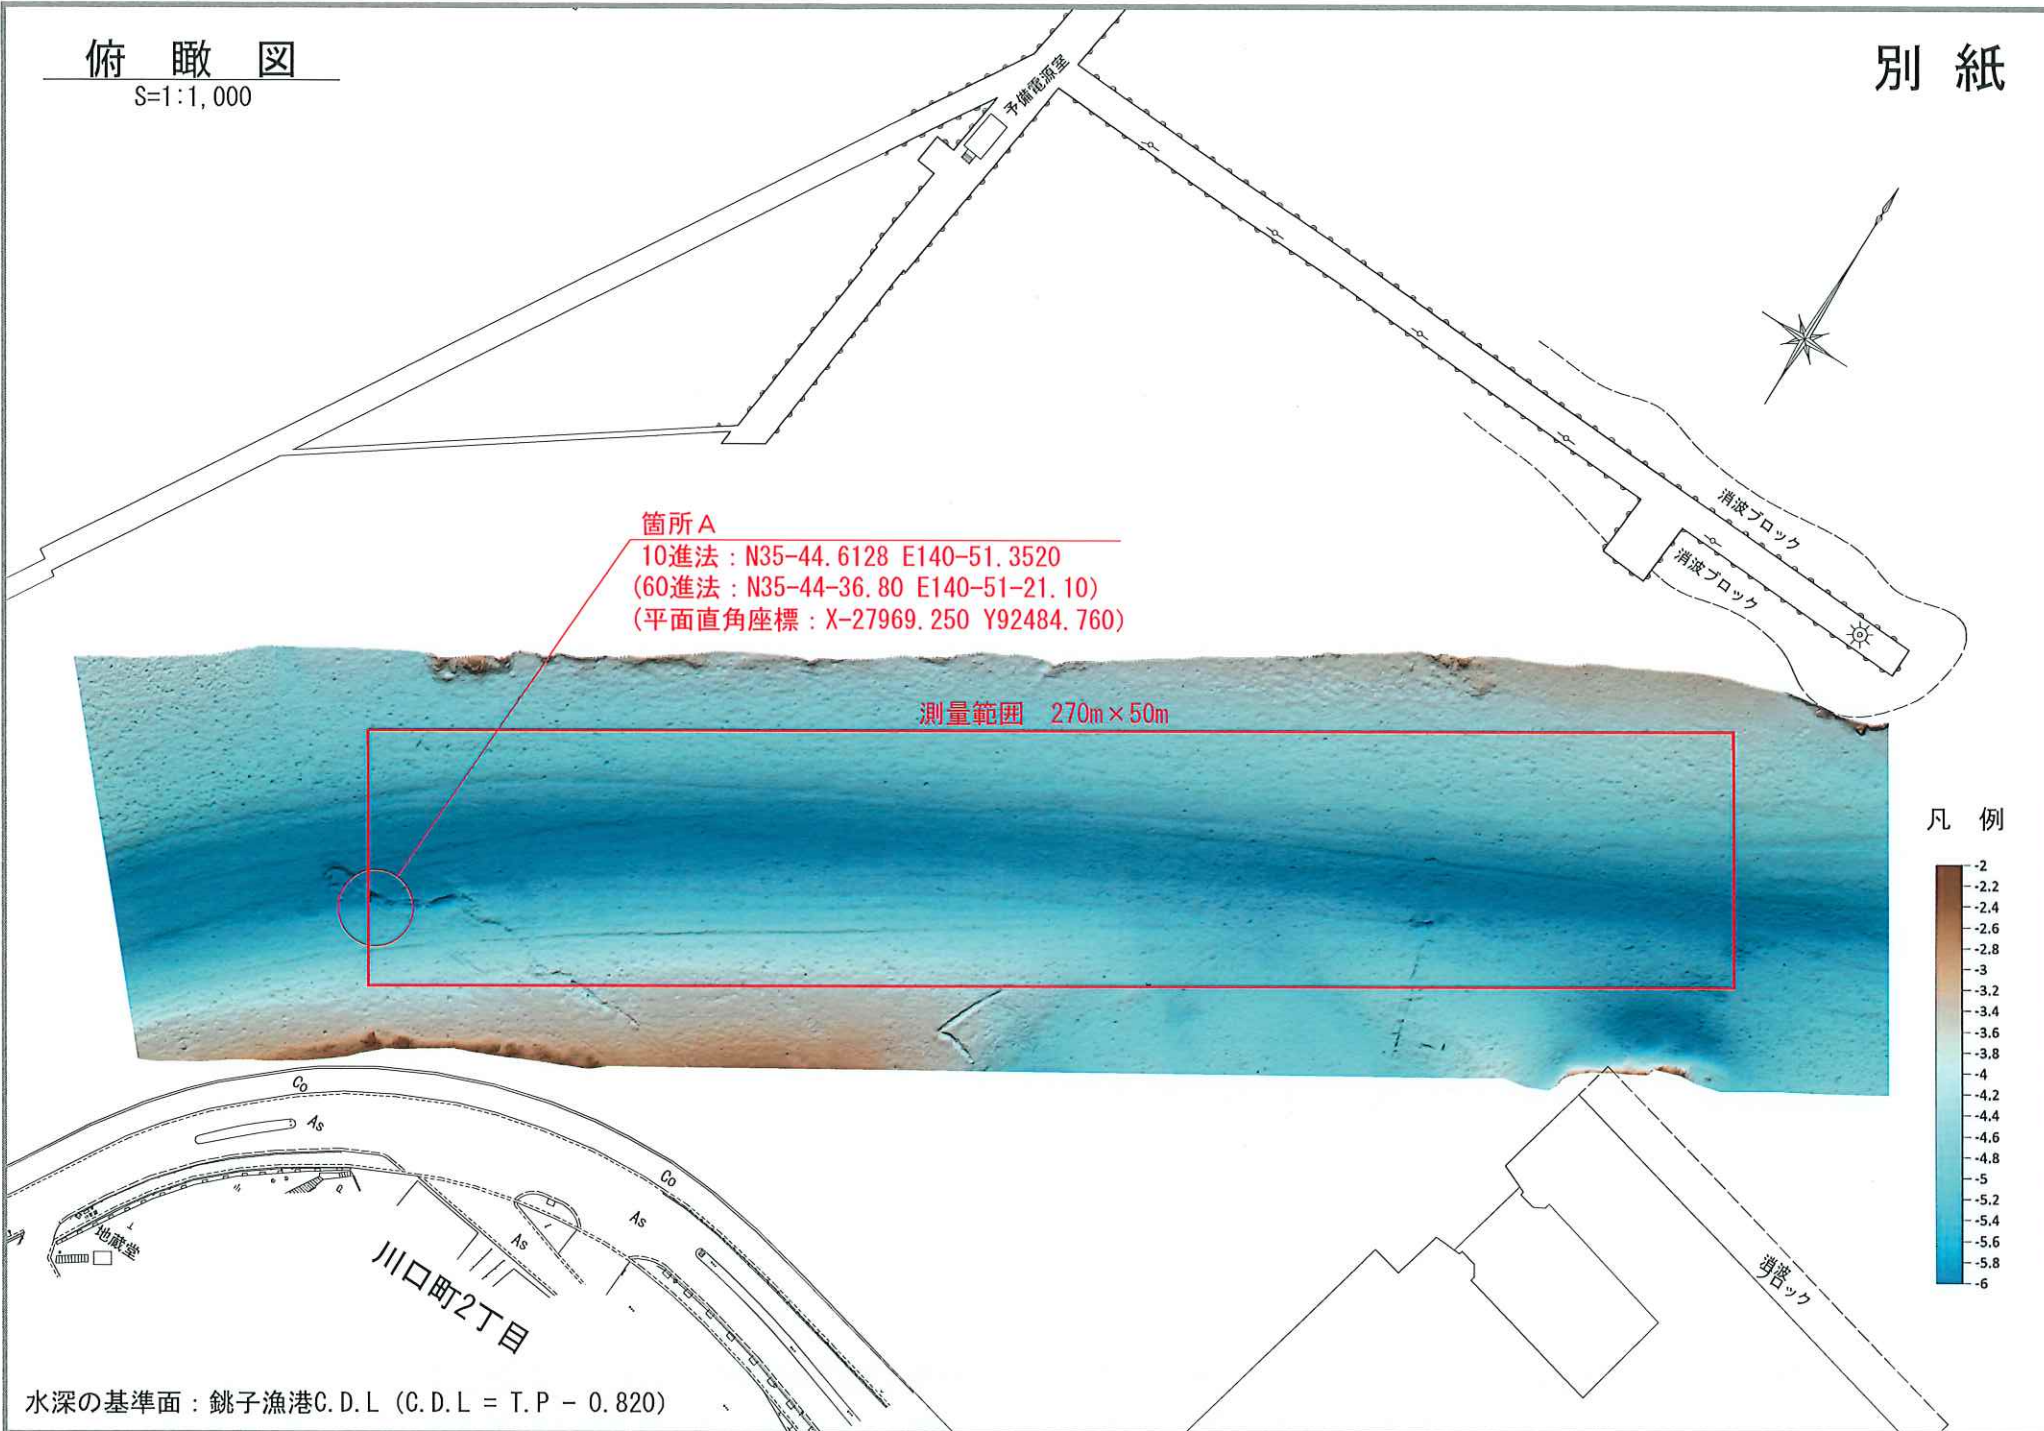 俯瞰図
S=1:1,000
別紙
予備電源室
消波ブロック
消波ブロック
箇所A
10進法：N35-44.6128 E140-51.3520
(60進法：N35-44-36.80 E140-51-21.10)
(平面直角座標：X-27969.250 Y92484.760)
測量範囲 270m×50m
凡例
-2
-2.2
-2.4
-2.6
-2.8
-3
-3.2
-3.4
-3.6
-3.8
-4
-4.2
-4.4
-4.6
-4.8
-5
-5.2
-5.4
-5.6
-5.8
-6
Co
As
Co
As
As
地蔵堂
川口町2丁目
消波
ブロック
水深の基準面：銚子漁港C.D.L (C.D.L = T.P - 0.820)